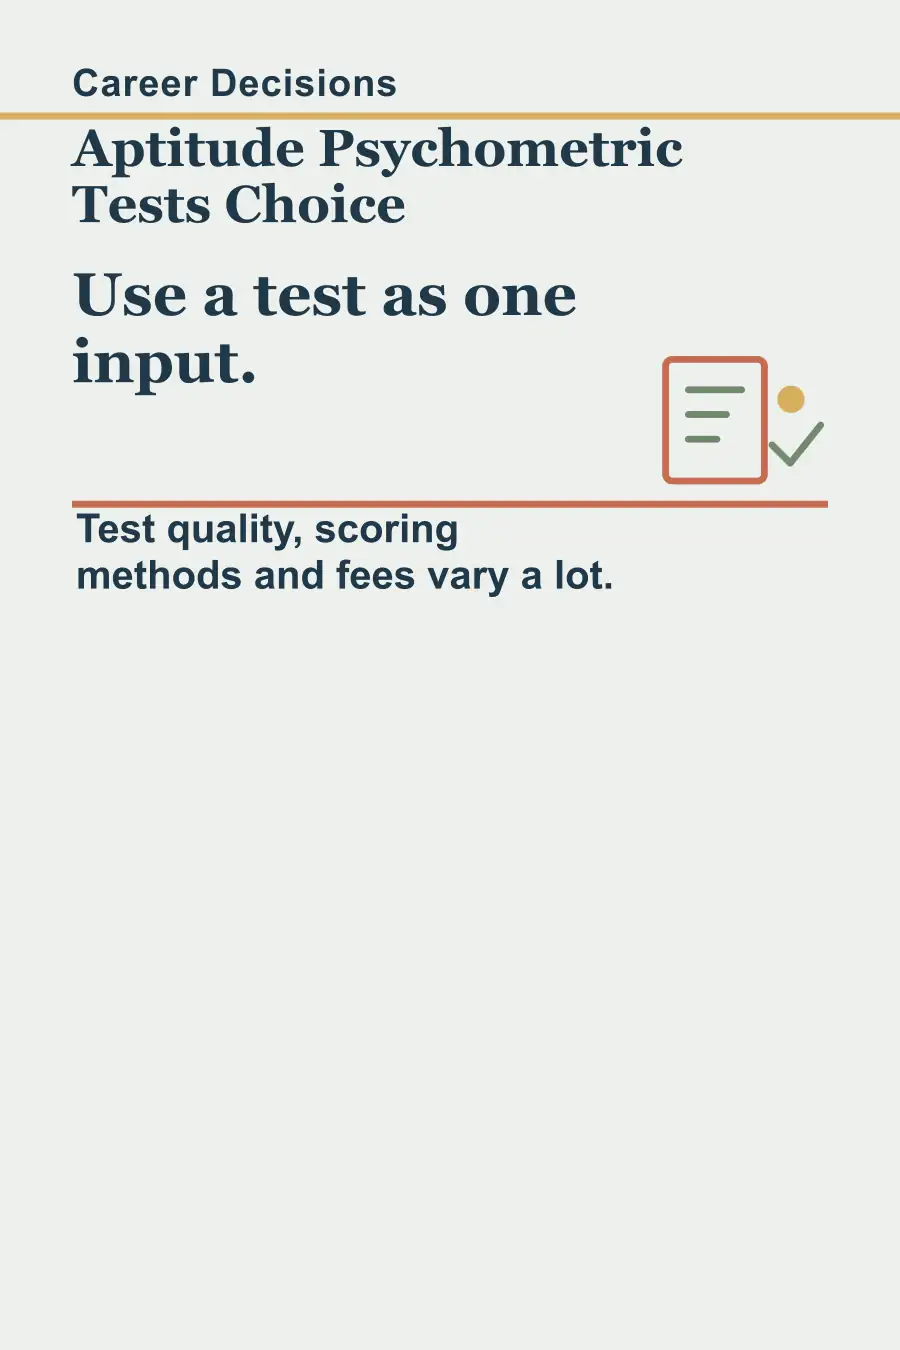 Career Decisions
Aptitude Psychometric
Tests Choice
Use a test as one
input.
Test quality, scoring
methods and fees vary a lot.